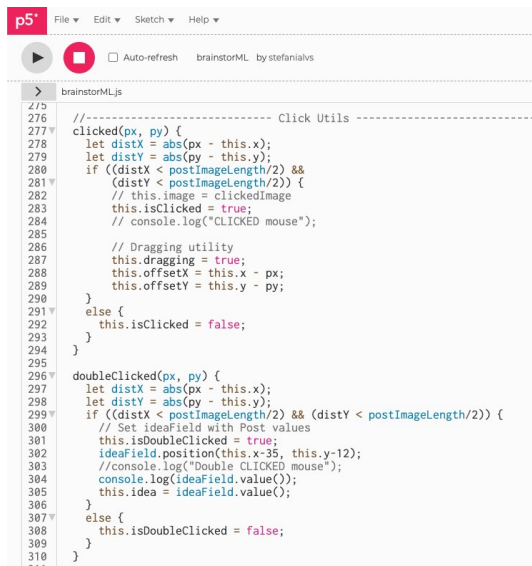 p5* File Edit Sketch Help
Auto-refresh brainstorML by stefanialvs
> brainstorML.js
275
276 //--------------------------- Click Utils ---------------------------
277 clicked(px, py) {
278 let distX = abs(px - this.x);
279 let distY = abs(py - this.y);
280 if ((distX < postImageLength/2) &&
281 (distY < postImageLength/2)) {
282 // this.image = clickedImage
283 this.isClicked = true;
284 // console.log("CLICKED mouse");
285
286 // Dragging utility
287 this.dragging = true;
288 this.offsetX = this.x - px;
289 this.offsetY = this.y - py;
290 }
291 else {
292 this.isClicked = false;
293 }
294 }
295
296 doubleClicked(px, py) {
297 let distX = abs(px - this.x);
298 let distY = abs(py - this.y);
299 if ((distX < postImageLength/2) && (distY < postImageLength/2)) {
300 // Set ideaField with Post values
301 this.isDoubleClicked = true;
302 ideaField.position(this.x-35, this.y-12);
303 //console.log("Double CLICKED mouse");
304 console.log(ideaField.value());
305 this.idea = ideaField.value();
306 }
307 else {
308 this.isDoubleClicked = false;
309 }
310 }